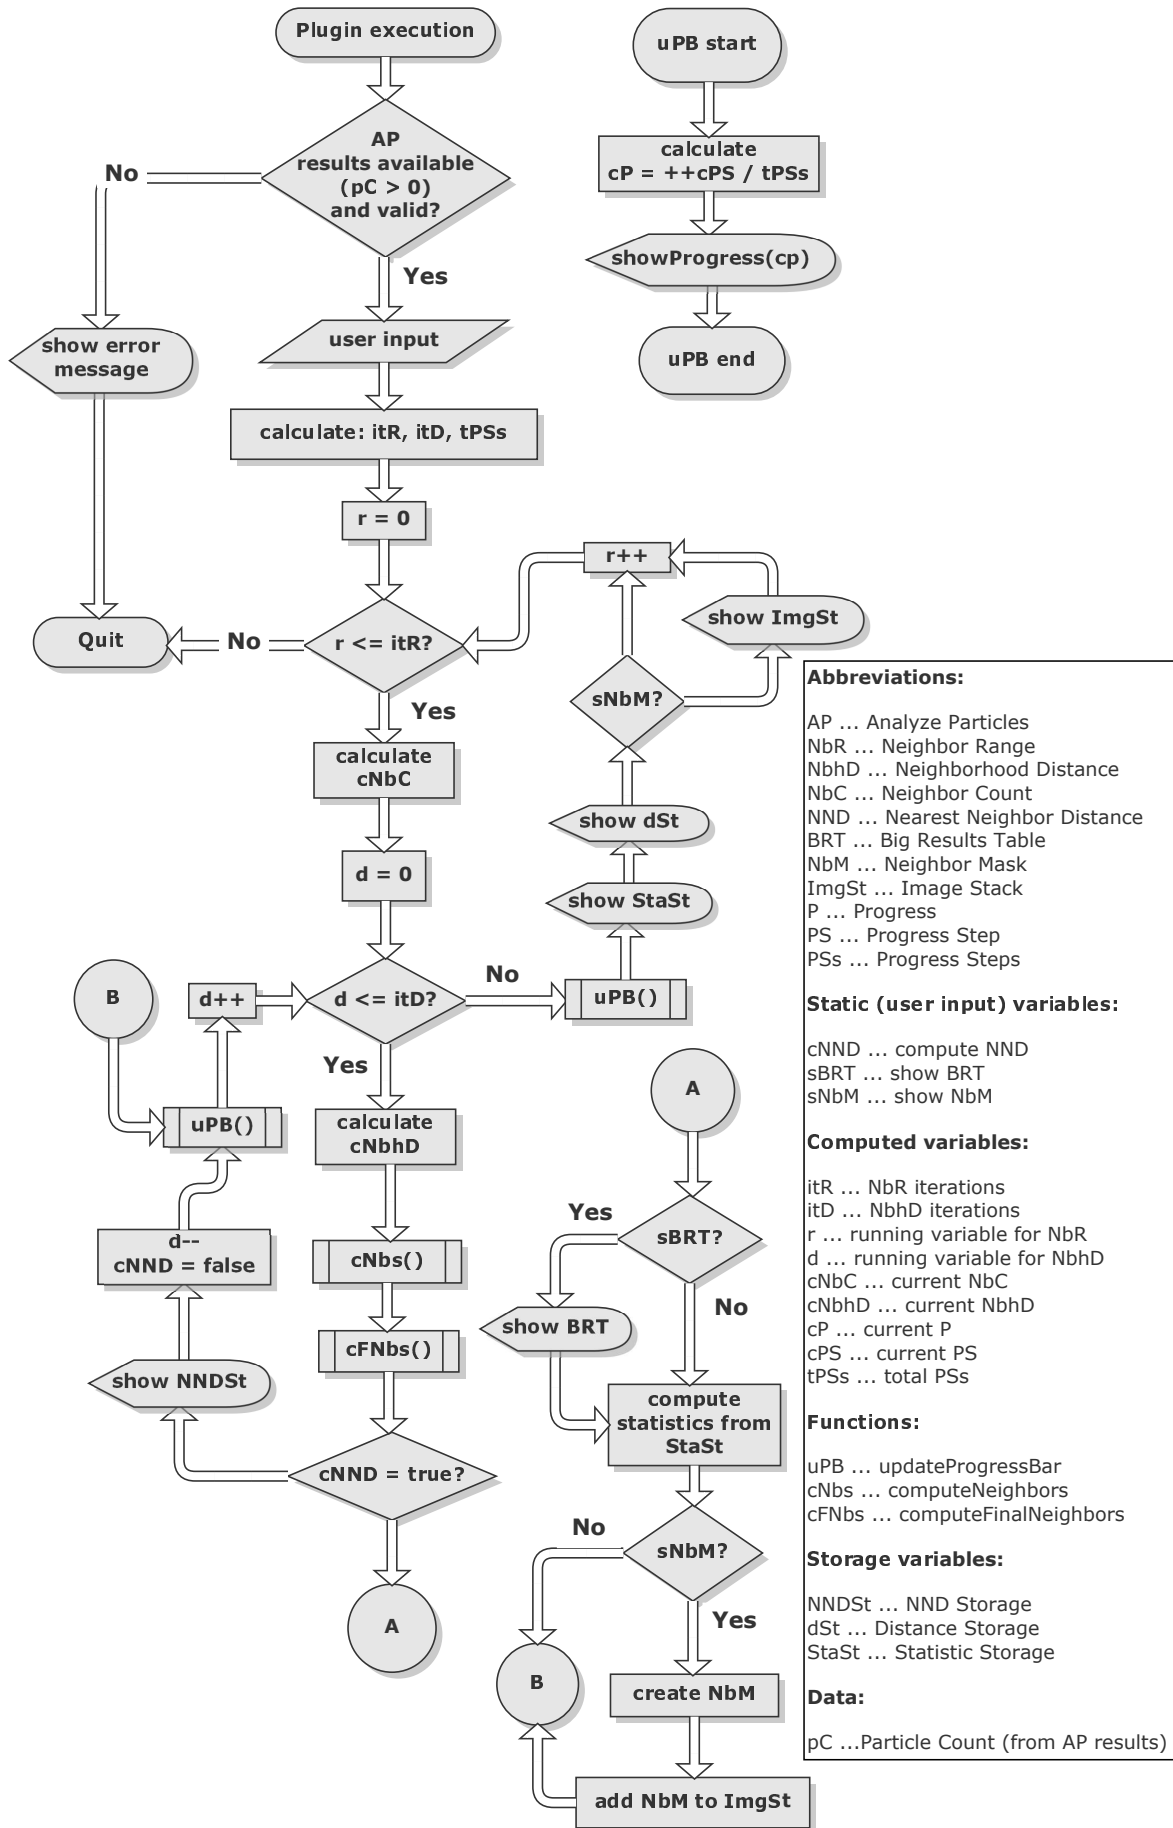 Plugin execution
AP
results available
(pC > 0)
and valid?
No
Yes
show error
message
user input
calculate: itR, itD, tPSs
r = 0
r <= itR?
No
Quit
Yes
calculate
cNbC
d = 0
d <= itD?
No
Yes
calculate
cNbhD
cNbs()
cFNbs()
cNND = true?
A
show NNDSt
d--
cNND = false
uPB()
B
d++
uPB()
show StaSt
show dSt
sNbM?
show ImgSt
r++
uPB start
calculate
cP = ++cPS / tPSs
showProgress(cp)
uPB end
A
sBRT?
Yes
No
show BRT
compute
statistics from
StaSt
sNbM?
No
Yes
B
create NbM
add NbM to ImgSt
Abbreviations:
AP ... Analyze Particles
NbR ... Neighbor Range
NbhD ... Neighborhood Distance
NbC ... Neighbor Count
NND ... Nearest Neighbor Distance
BRT ... Big Results Table
NbM ... Neighbor Mask
ImgSt ... Image Stack
P ... Progress
PS ... Progress Step
PSs ... Progress Steps
Static (user input) variables:
cNND ... compute NND
sBRT ... show BRT
sNbM ... show NbM
Computed variables:
itR ... NbR iterations
itD ... NbhD iterations
r ... running variable for NbR
d ... running variable for NbhD
cNbC ... current NbC
cNbhD ... current NbhD
cP ... current P
cPS ... current PS
tPSs ... total PSs
Functions:
uPB ... updateProgressBar
cNbs ... computeNeighbors
cFNbs ... computeFinalNeighbors
Storage variables:
NNDSt ... NND Storage
dSt ... Distance Storage
StaSt ... Statistic Storage
Data:
pC ...Particle Count (from AP results)